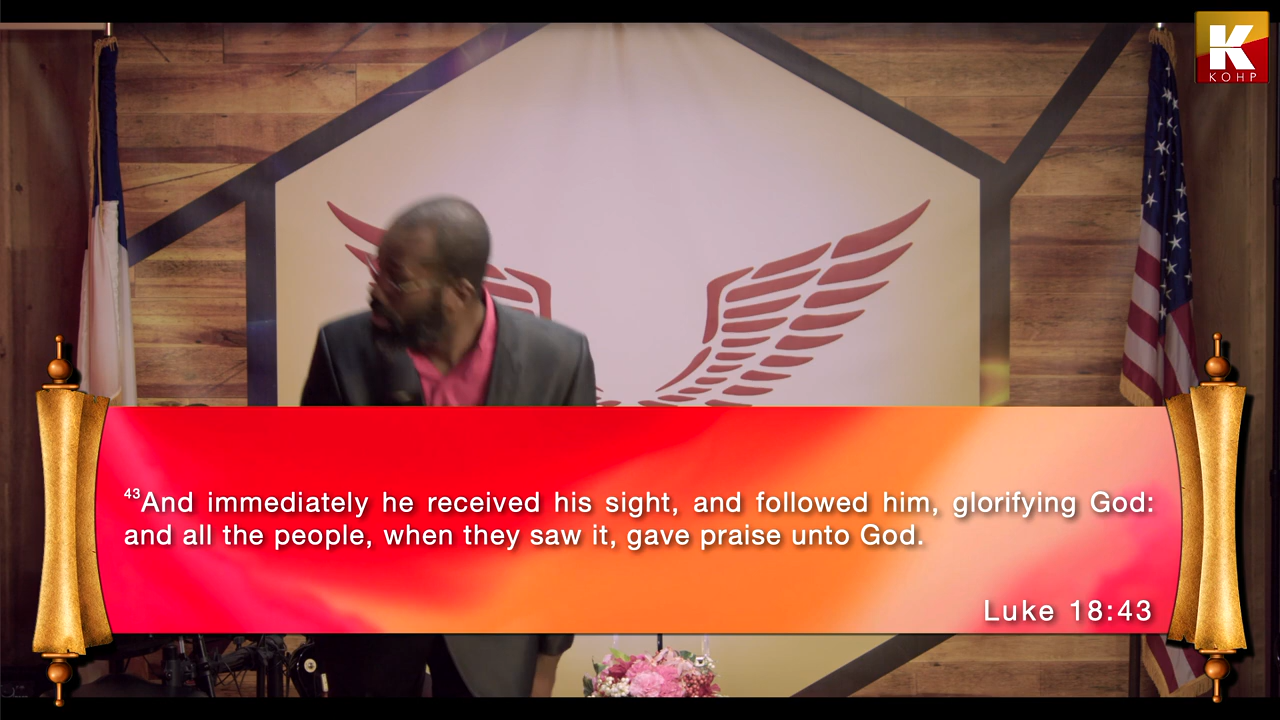 K
KOHP
43And immediately he received his sight, and followed him, glorifying God:
and all the people, when they saw it, gave praise unto God.
Luke 18:43